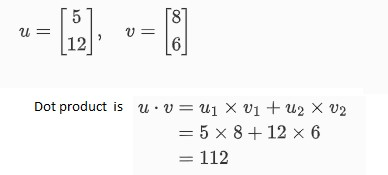 u = [5 12], v = [8 6]
Dot product is u · v = u₁ × v₁ + u₂ × v₂
= 5 × 8 + 12 × 6
= 112